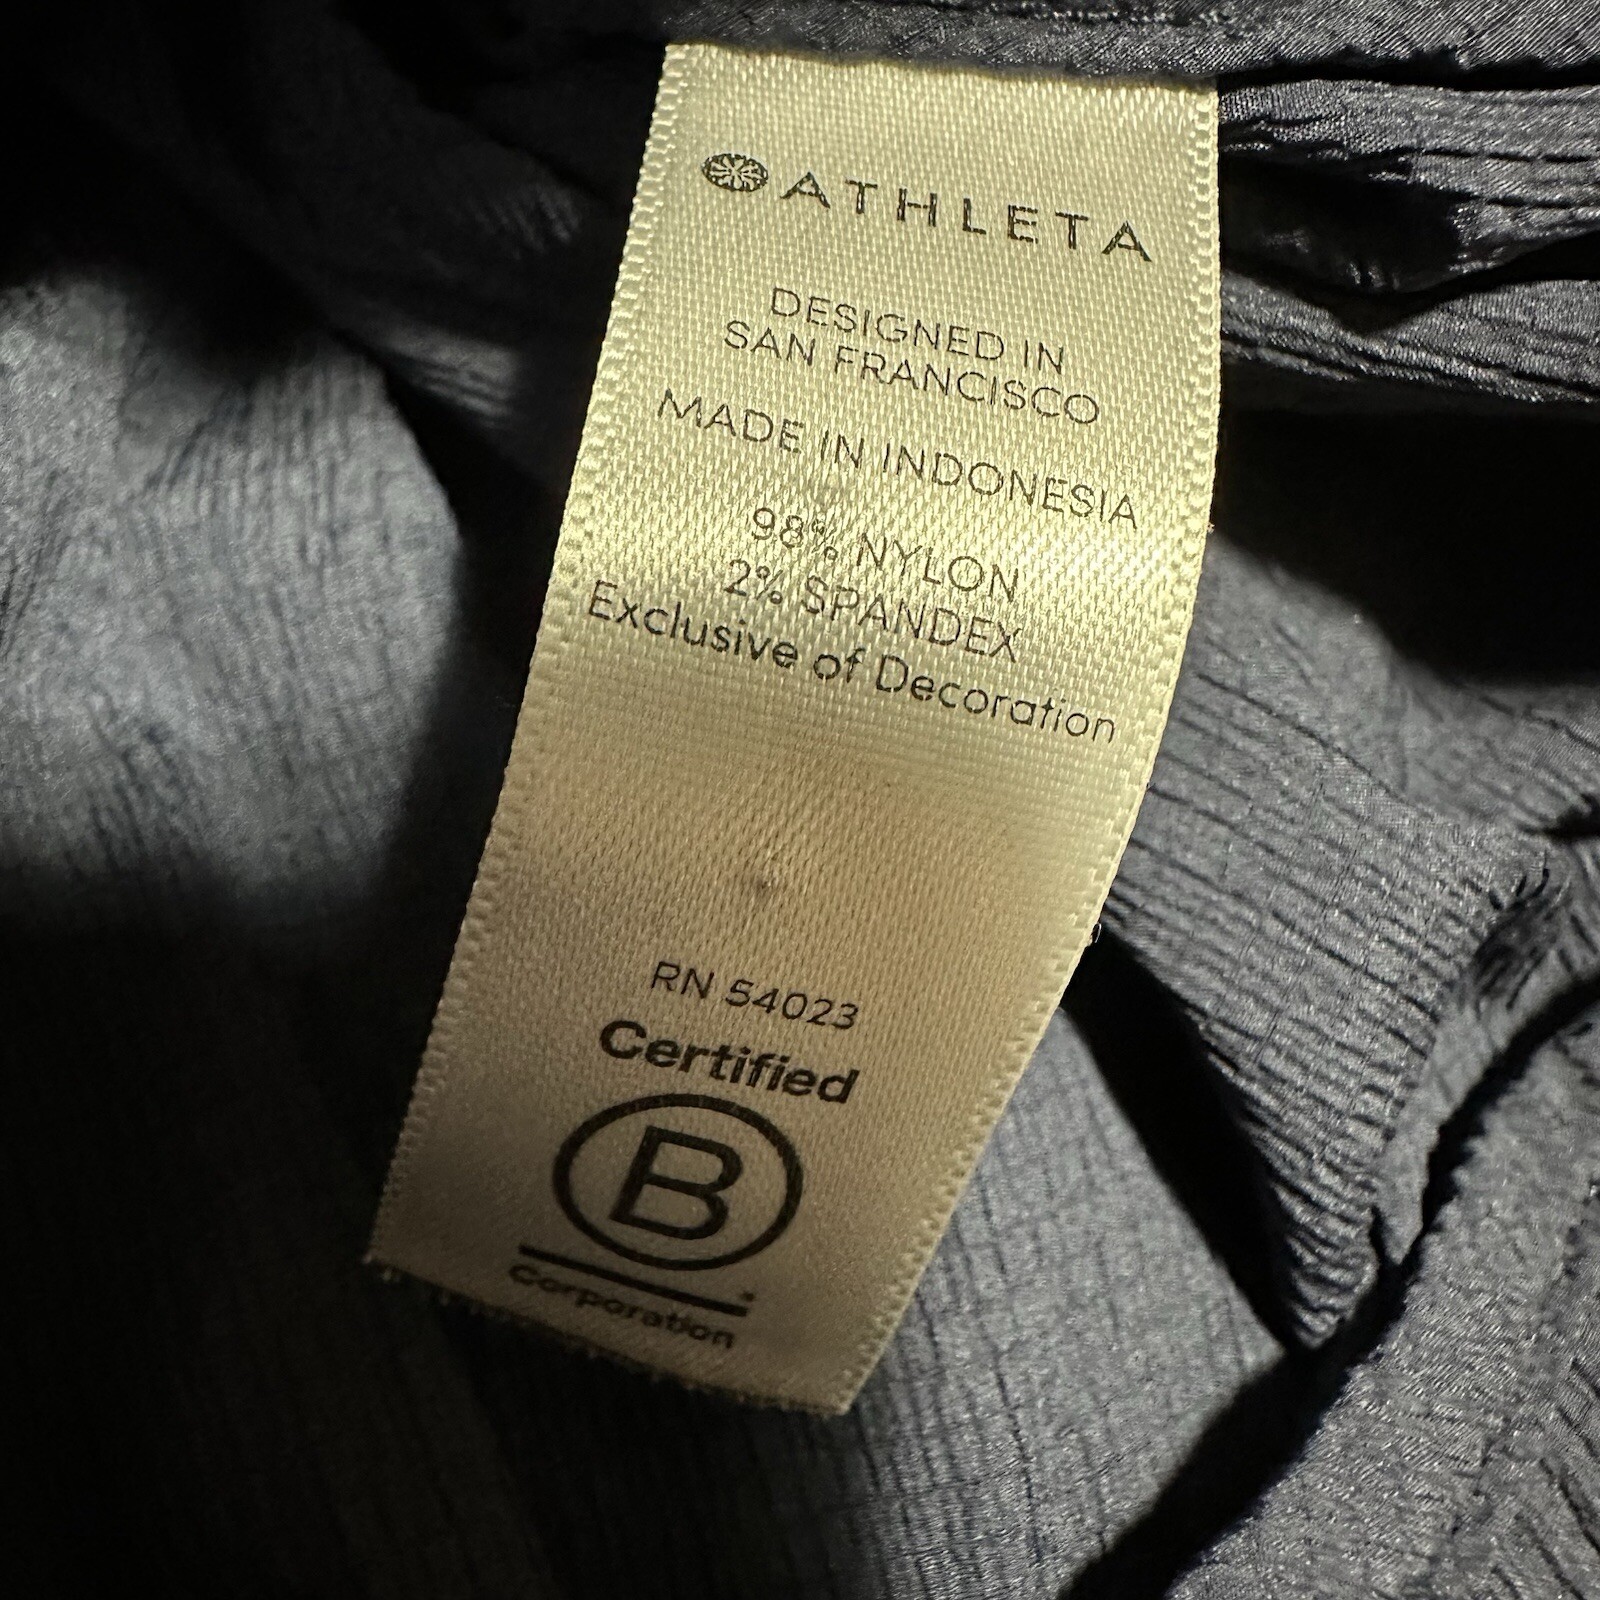 ATHLETA
DESIGNED IN
SAN FRANCISCO
MADE IN INDONESIA
98% NYLON
2% SPANDEX
Exclusive of Decoration
RN 54023
Certified
B
Corporation